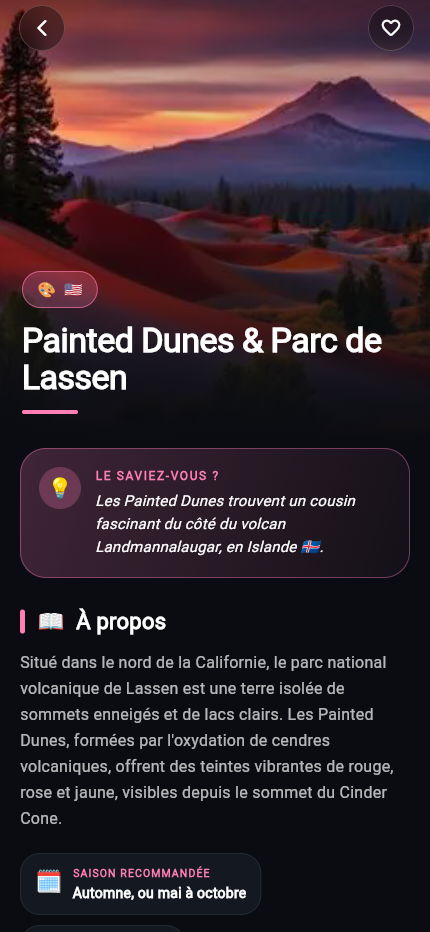 Painted Dunes & Parc de
Lassen
LE SAVIEZ-VOUS ?
Les Painted Dunes trouvent un cousin
fascinant du côté du volcan
Landmannalaugar, en Islande 🇮🇸.
À propos
Situé dans le nord de la Californie, le parc national
volcanique de Lassen est une terre isolée de
sommets enneigés et de lacs clairs. Les Painted
Dunes, formées par l'oxydation de cendres
volcaniques, offrent des teintes vibrantes de rouge,
rose et jaune, visibles depuis le sommet du Cinder
Cone.
SAISON RECOMMANDÉE
Automne, ou mai à octobre